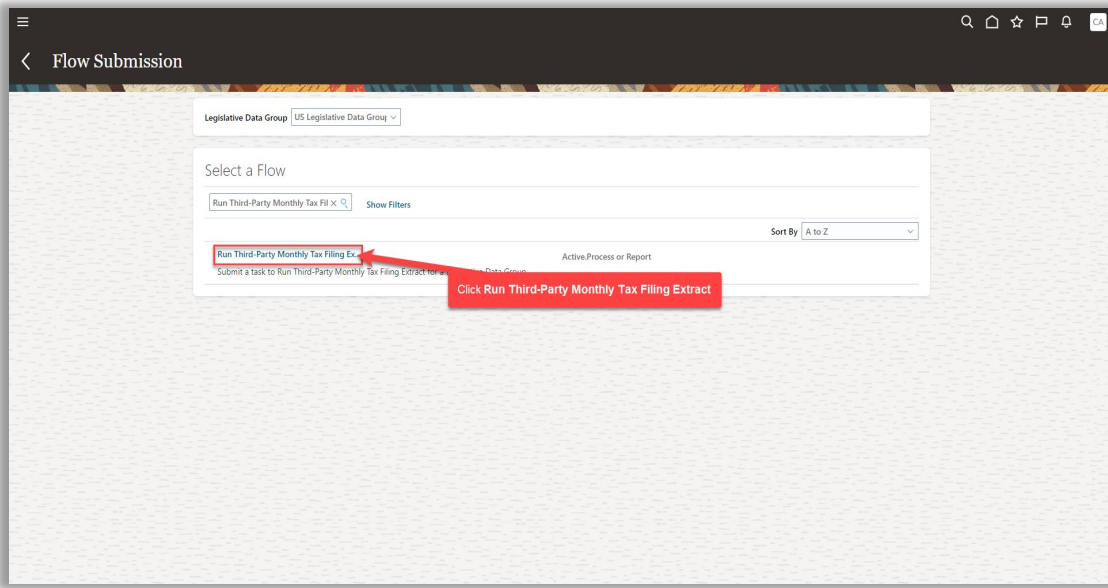 CA
Flow Submission
Legislative Data Group US Legislative Data Group
Select a Flow
Run Third-Party Monthly Tax Fil
Show Filters
Sort By A to Z
Run Third-Party Monthly Tax Filing Ex...
Active.Process or Report
Submit a task to Run Third-Party Monthly Tax Filing Extract for a Data Group
Click Run Third-Party Monthly Tax Filing Extract